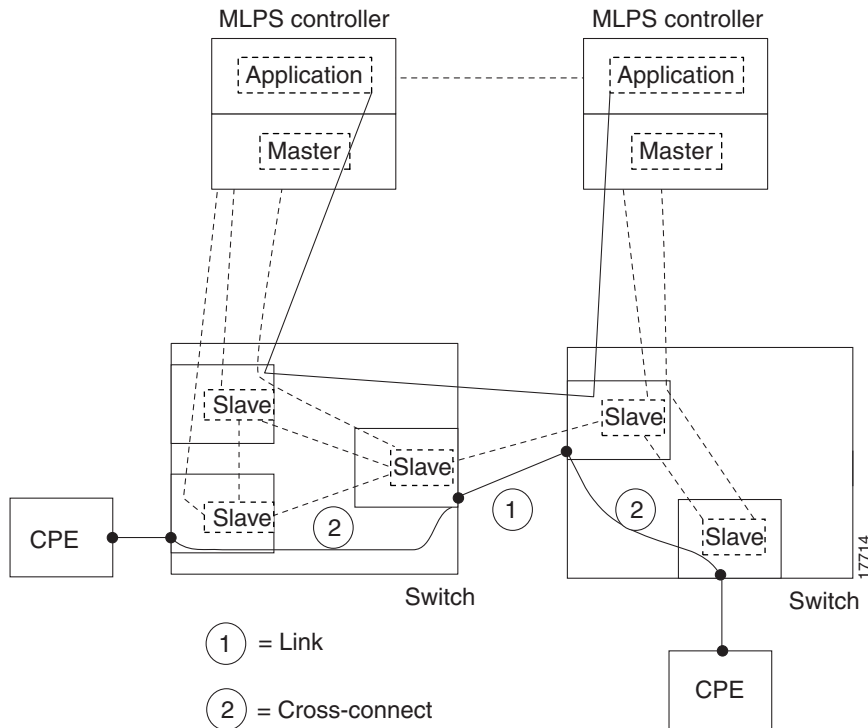 MLPS controller
MLPS controller
Application
Application
Master
Master
Slave
Slave
Slave
Slave
2
1
2
CPE
Slave
17714
Switch
Switch
1 = Link
CPE
2 = Cross-connect